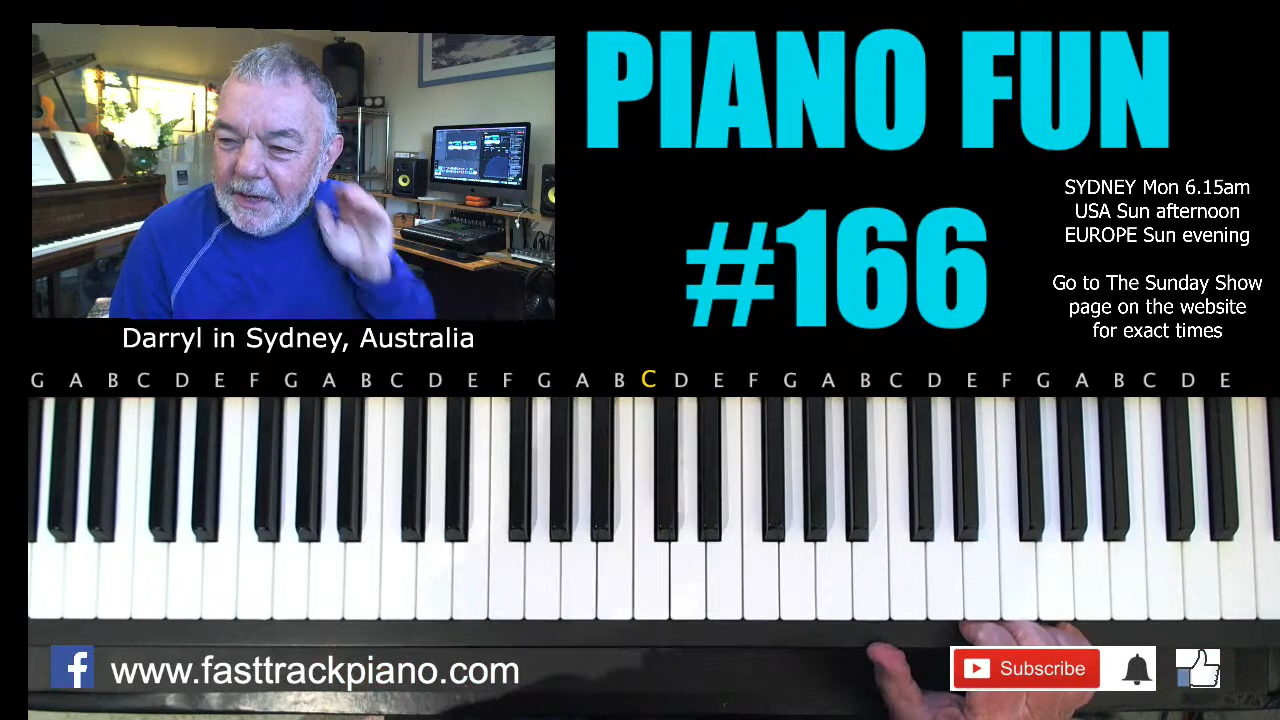 PIANO FUN
#166
SYDNEY Mon 6.15am
USA Sun afternoon
EUROPE Sun evening
Go to The Sunday Show
page on the website
for exact times
Darryl in Sydney, Australia
G A B C D E F G A B C D E F G A B C D E F G A B C D E F G A B C D E
f www.fasttrackpiano.com
Subscribe